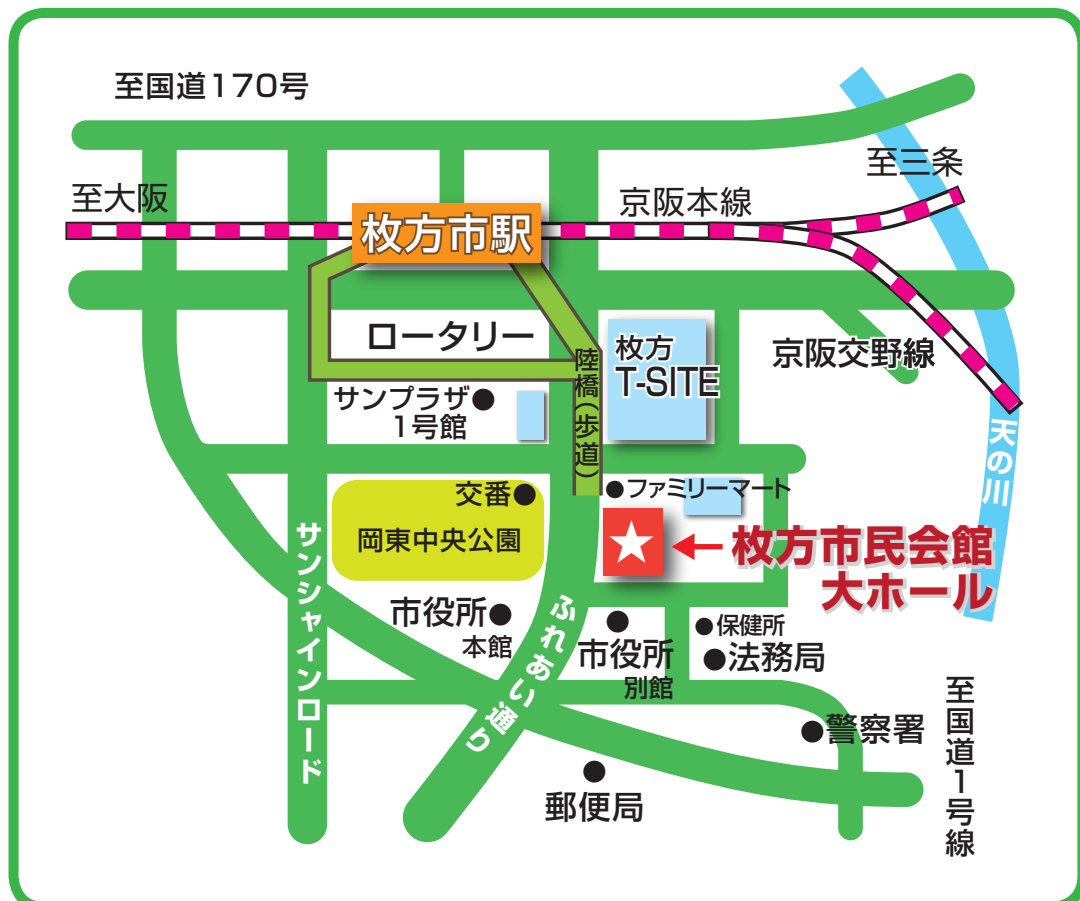 至国道170号
至三条
至大阪
京阪本線
枚方市駅
ロータリー
枚方
T-SITE
京阪交野線
陸橋(歩道)
サンプラザ
1号館
天の川
交番
ファミリーマート
岡東中央公園
枚方市民会館
大ホール
サンシャインロード
ふれあい通り
市役所
本館
市役所
別館
保健所
法務局
至国道1号線
警察署
郵便局